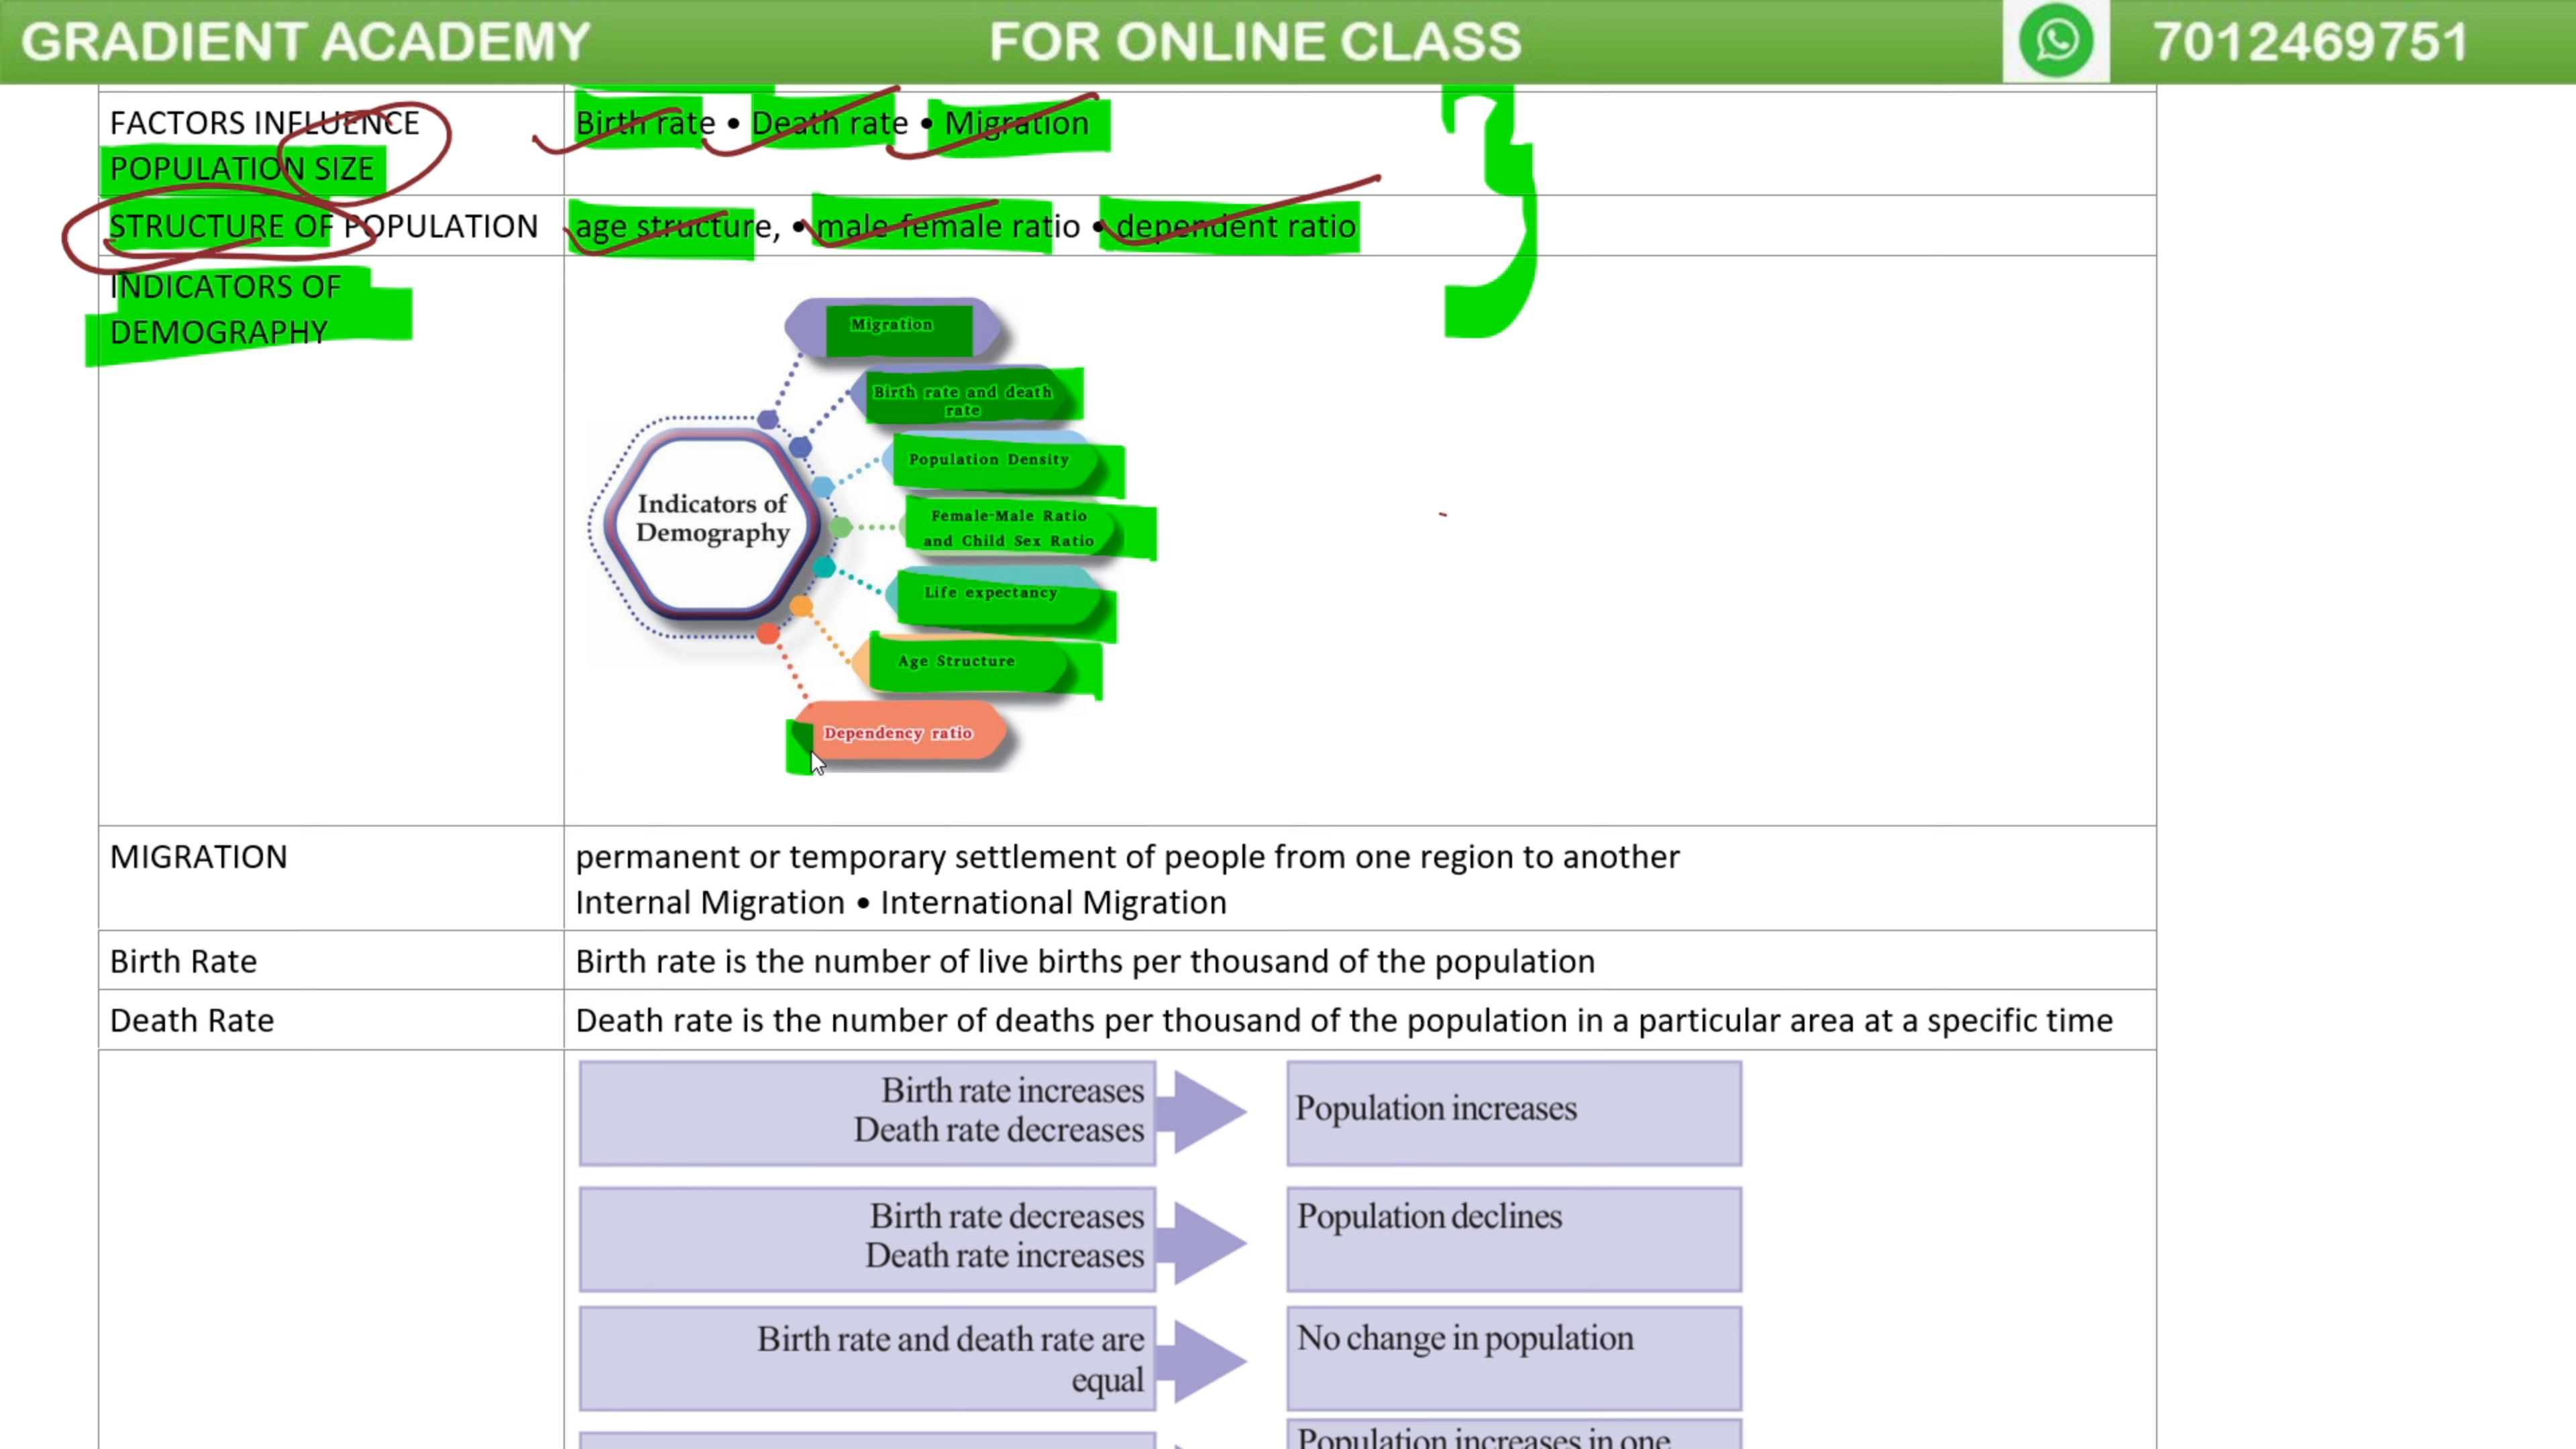 GRADIENT ACADEMY FOR ONLINE CLASS 7012469751
FACTORS INFLUENCE
POPULATION SIZE
Birth rate • Death rate • Migration
STRUCTURE OF POPULATION
age structure, • male-female ratio • dependent ratio
INDICATORS OF
DEMOGRAPHY
Indicators of
Demography
Migration
Birth rate and death
rate
Population Density
Female-Male Ratio
and Child Sex Ratio
Life expectancy
Age Structure
Dependency ratio
MIGRATION
permanent or temporary settlement of people from one region to another
Internal Migration • International Migration
Birth Rate
Birth rate is the number of live births per thousand of the population
Death Rate
Death rate is the number of deaths per thousand of the population in a particular area at a specific time
Birth rate increases
Death rate decreases
Population increases
Birth rate decreases
Death rate increases
Population declines
Birth rate and death rate are
equal
No change in population
Population increases in one